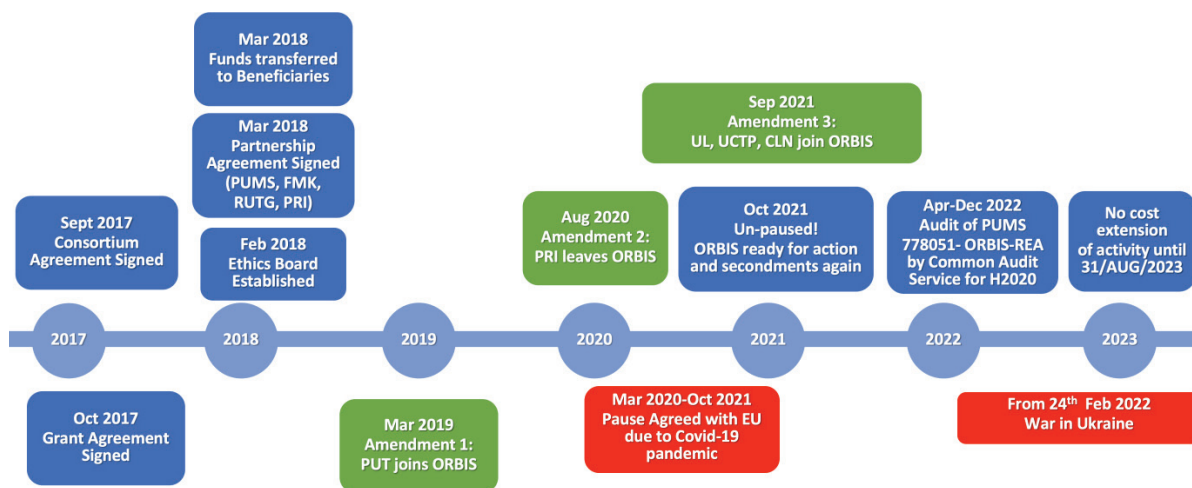 Mar 2018
Funds transferred
to Beneficiaries
Mar 2018
Partnership
Agreement Signed
(PUMS, FMK,
RUTG, PRI)
Sept 2017
Consortium
Agreement Signed
Feb 2018
Ethics Board
Established
Sep 2021
Amendment 3:
UL, UCTP, CLN join ORBIS
Aug 2020
Amendment 2:
PRI leaves ORBIS
Oct 2021
Un-paused!
ORBIS ready for action
and secondments again
Apr-Dec 2022
Audit of PUMS
778051- ORBIS-REA
by Common Audit
Service for H2020
No cost
extension
of activity until
31/AUG/2023
2017
2018
2019
2020
2021
2022
2023
Oct 2017
Grant Agreement
Signed
Mar 2019
Amendment 1:
PUT joins ORBIS
Mar 2020-Oct 2021
Pause Agreed with EU
due to Covid-19
pandemic
From 24th Feb 2022
War in Ukraine